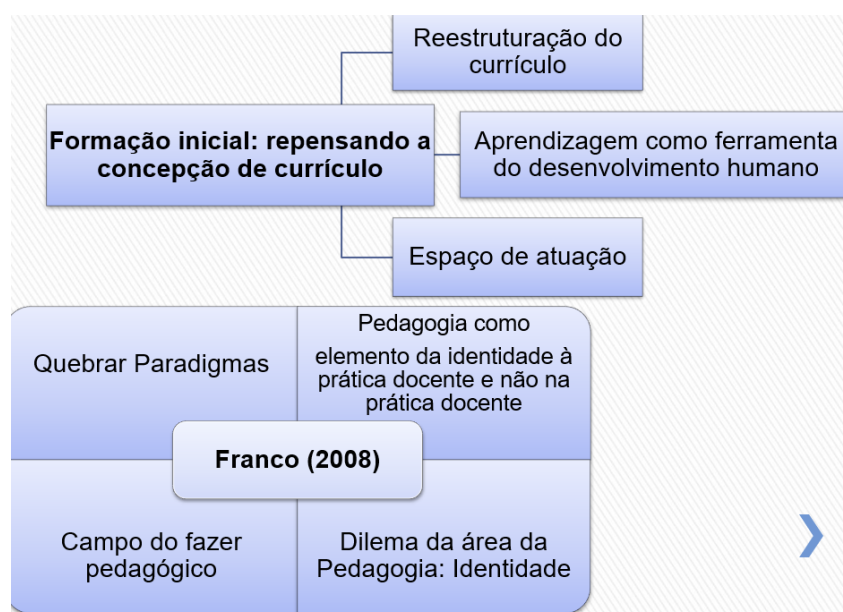 Reestruturação do
currículo
Formação inicial: repensando a
concepção de currículo
Aprendizagem como ferramenta
do desenvolvimento humano
Espaço de atuação
Quebrar Paradigmas
Pedagogia como
elemento da identidade à
prática docente e não na
prática docente
Franco (2008)
Campo do fazer
pedagógico
Dilema da área da
Pedagogia: Identidade